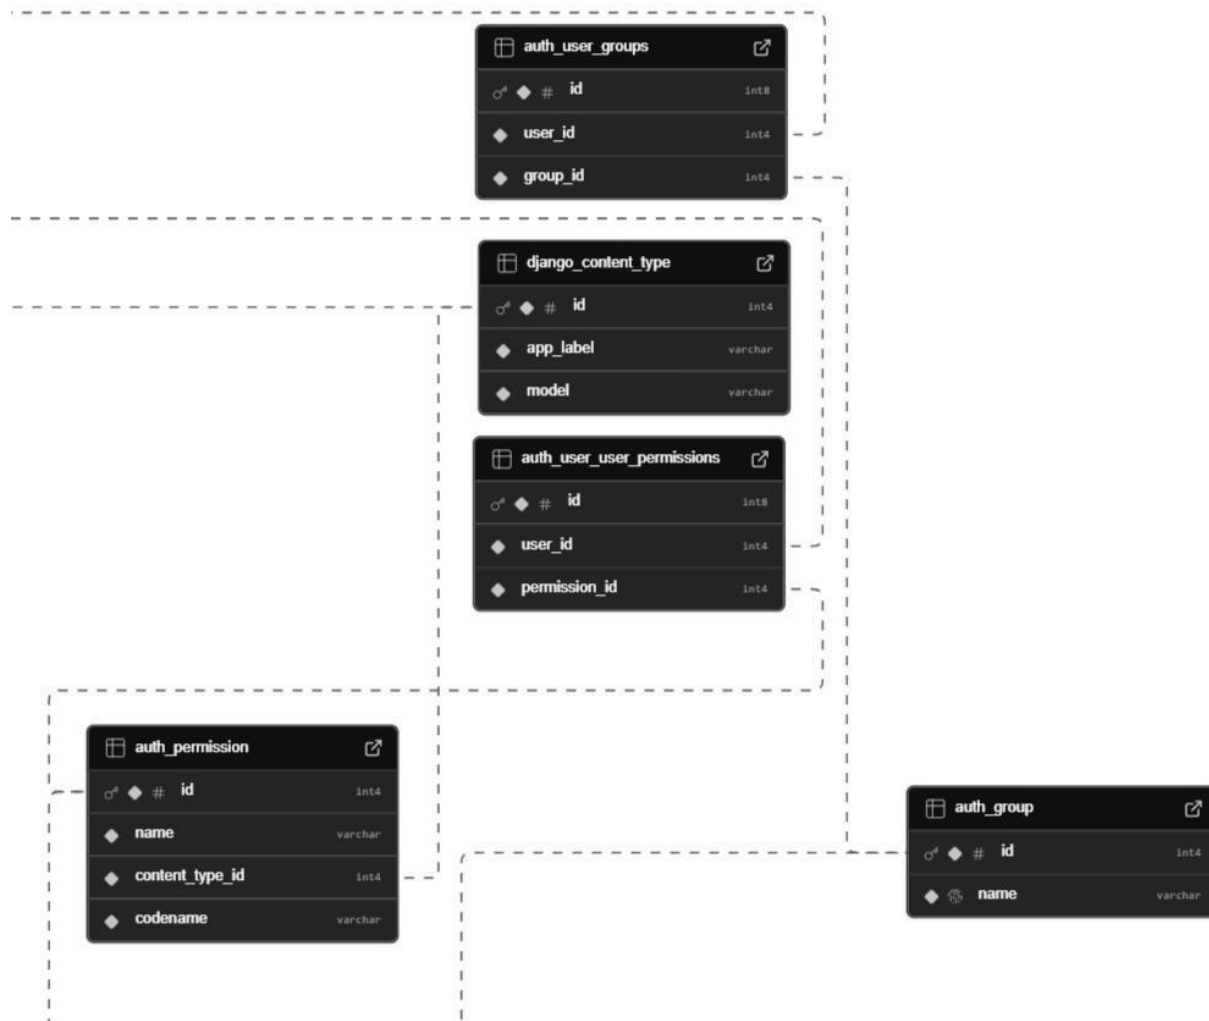 auth_user_groups
# id int8
user_id int4
group_id int4
django_content_type
# id int4
app_label varchar
model varchar
auth_user_user_permissions
# id int8
user_id int4
permission_id int4
auth_permission
# id int4
name varchar
content_type_id int4
codename varchar
auth_group
# id int4
name varchar